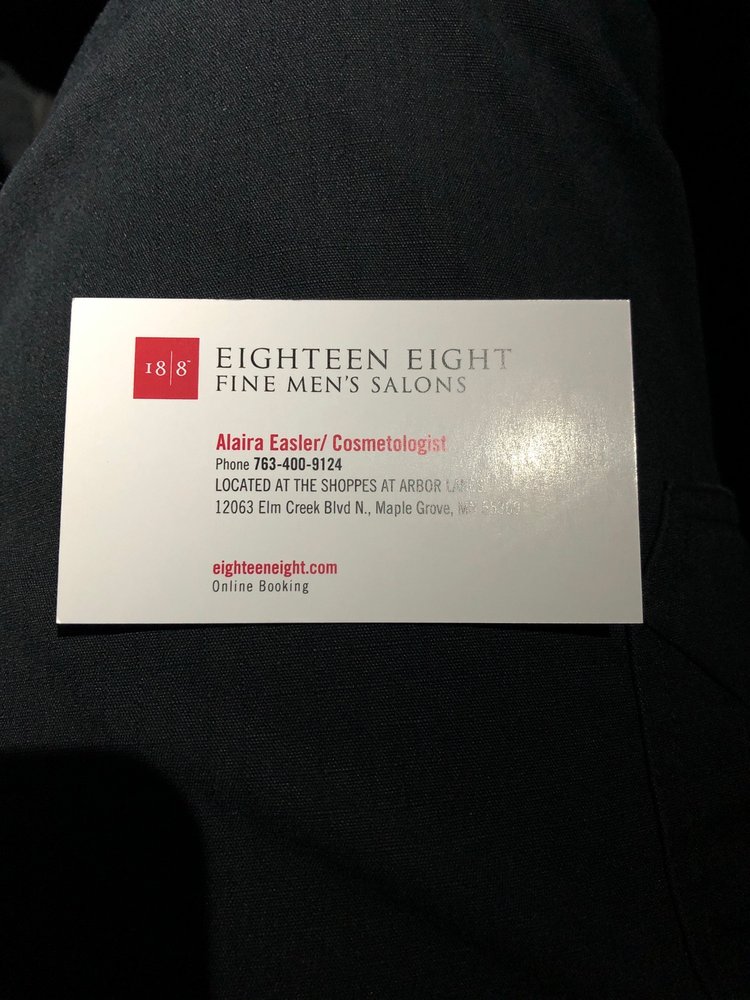 18|8™
EIGHTEEN EIGHT
FINE MEN'S SALONS
Alaira Easler/ Cosmetologist
Phone 763-400-9124
LOCATED AT THE SHOPPES AT ARBOR
12063 Elm Creek Blvd N., Maple Grove,
eighteeneight.com
Online Booking